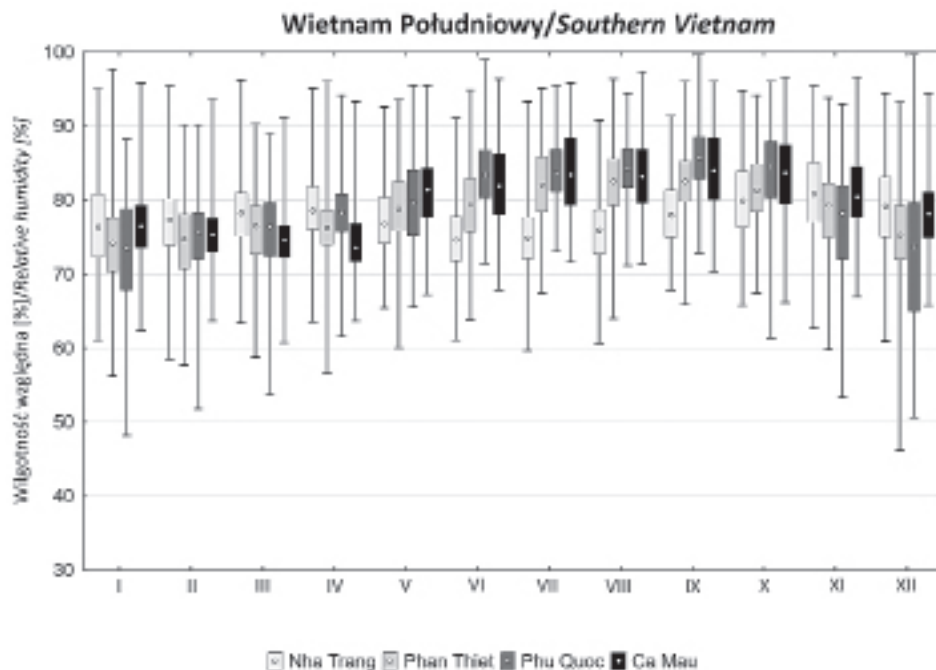 Wietnam Południowy/Southern Vietnam
Wilgotność względna [%]/Relative humidity [%]
100
90
80
70
60
50
40
30
I II III IV V VI VII VIII IX X XI XII
Nha Trang Phan Thiet Phu Quoc Ca Mau